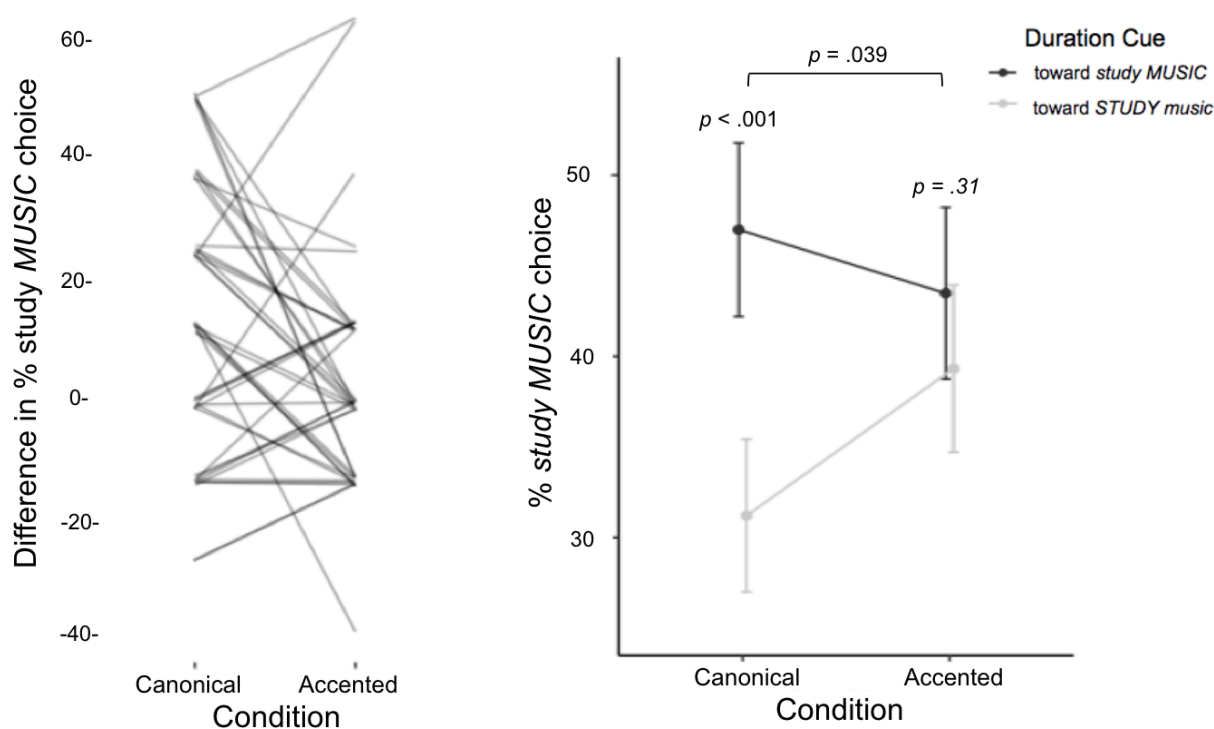 Difference in % study MUSIC choice
60-
40-
20-
0-
-20-
-40-
Canonical Accented
Condition
% study MUSIC choice
50
40
30
p < .001
p = .039
p = .31
Canonical Accented
Condition
Duration Cue
toward study MUSIC
toward STUDY music